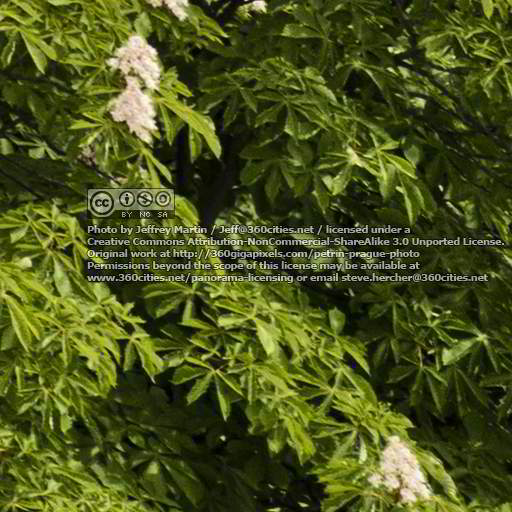 cc
BY NC SA
Photo by Jeffrey Martin / Jeff@360cities.net / licensed under a
Creative Commons Attribution-NonCommercial-ShareAlike 3.0 Unported License.
Original work at http://360gigapixels.com/petrin-prague-photo
Permissions beyond the scope of this license may be available at
www.360cities.net/panorama-licensing or email steve.hercher@360cities.net